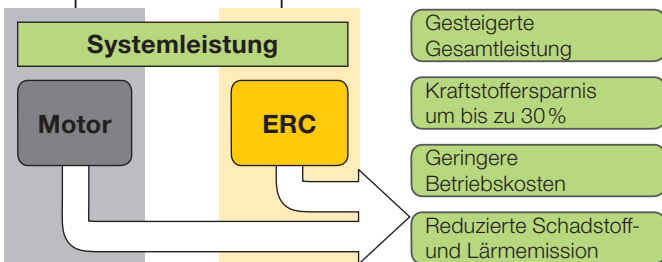 Systemleistung
Motor
ERC
Gesteigerte
Gesamtleistung
Kraftstoffersparnis
um bis zu 30 %
Geringere
Betriebskosten
Reduzierte Schadstoff-
und Lärmemission